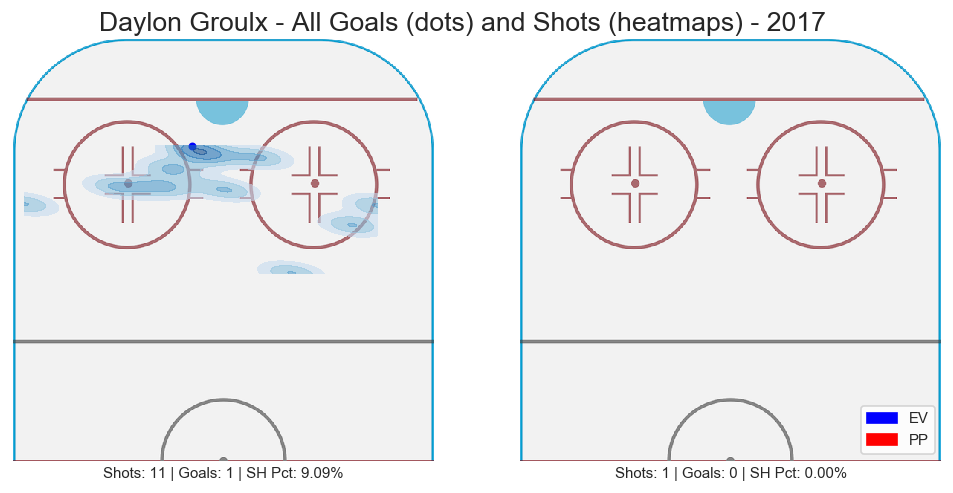 Daylon Groulx - All Goals (dots) and Shots (heatmaps) - 2017
EV
PP
Shots: 11 | Goals: 1 | SH Pct: 9.09%
Shots: 1 | Goals: 0 | SH Pct: 0.00%